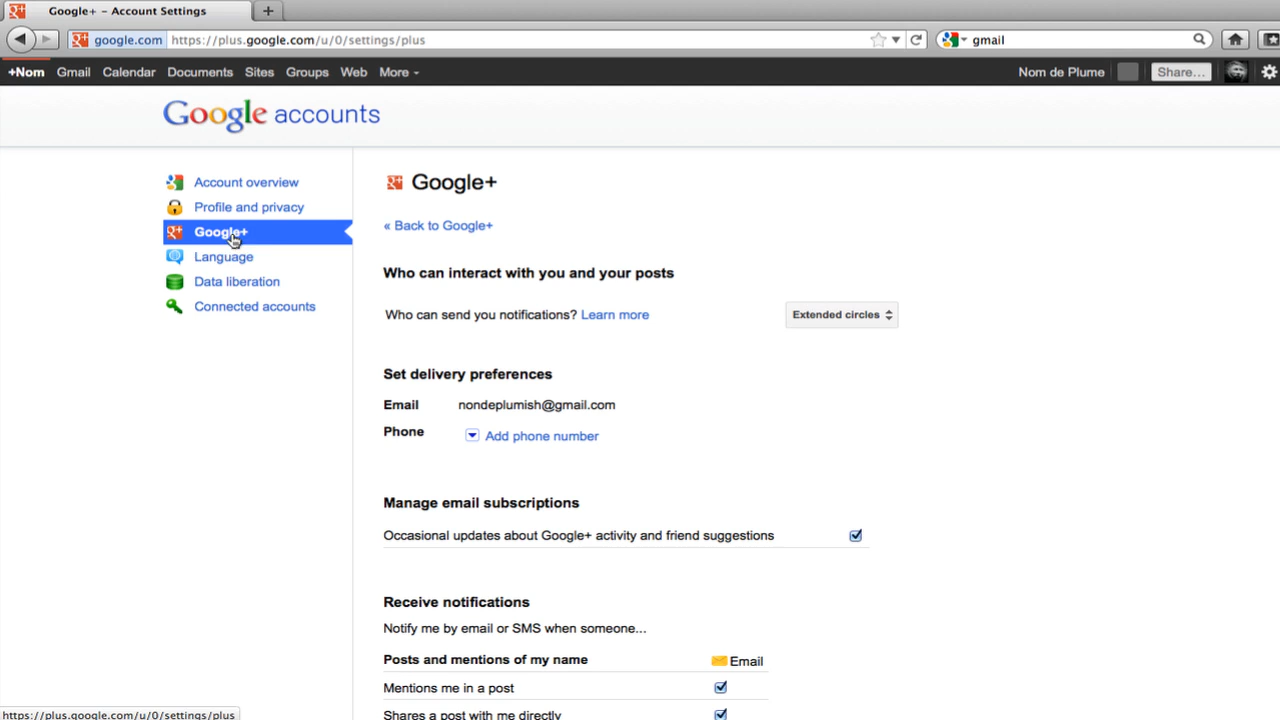 Google+ - Account Settings
google.com https://plus.google.com/u/0/settings/plus gmail
+Nom Gmail Calendar Documents Sites Groups Web More Nom de Plume Share...
Google accounts
Account overview
Profile and privacy
Google+
Language
Data liberation
Connected accounts
Google+
« Back to Google+
Who can interact with you and your posts
Who can send you notifications? Learn more Extended circles
Set delivery preferences
Email nondeplumish@gmail.com
Phone Add phone number
Manage email subscriptions
Occasional updates about Google+ activity and friend suggestions
Receive notifications
Notify me by email or SMS when someone...
Posts and mentions of my name Email
Mentions me in a post
Shares a post with me directly
https://plus.google.com/u/0/settings/plus